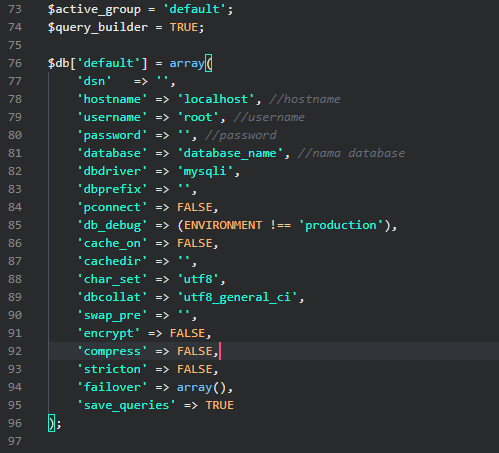 73 $active_group = 'default';
74 $query_builder = TRUE;
75
76 $db['default'] = array(
77 'dsn'   => '',
78 'hostname' => 'localhost', //hostname
79 'username' => 'root', //username
80 'password' => '', //password
81 'database' => 'database_name', //nama database
82 'dbdriver' => 'mysqli',
83 'dbprefix' => '',
84 'pconnect' => FALSE,
85 'db_debug' => (ENVIRONMENT !== 'production'),
86 'cache_on' => FALSE,
87 'cachedir' => '',
88 'char_set' => 'utf8',
89 'dbcollat' => 'utf8_general_ci',
90 'swap_pre' => '',
91 'encrypt' => FALSE,
92 'compress' => FALSE,
93 'stricton' => FALSE,
94 'failover' => array(),
95 'save_queries' => TRUE
96 );
97